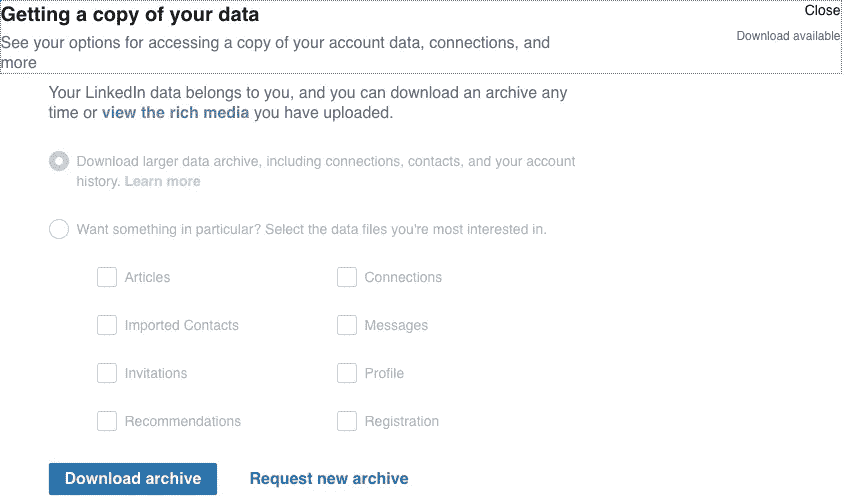 Getting a copy of your data
Close
See your options for accessing a copy of your account data, connections, and
more
Download available
Your LinkedIn data belongs to you, and you can download an archive any
time or view the rich media you have uploaded.
Download larger data archive, including connections, contacts, and your account
history. Learn more
Want something in particular? Select the data files you're most interested in.
Articles
Connections
Imported Contacts
Messages
Invitations
Profile
Recommendations
Registration
Download archive
Request new archive